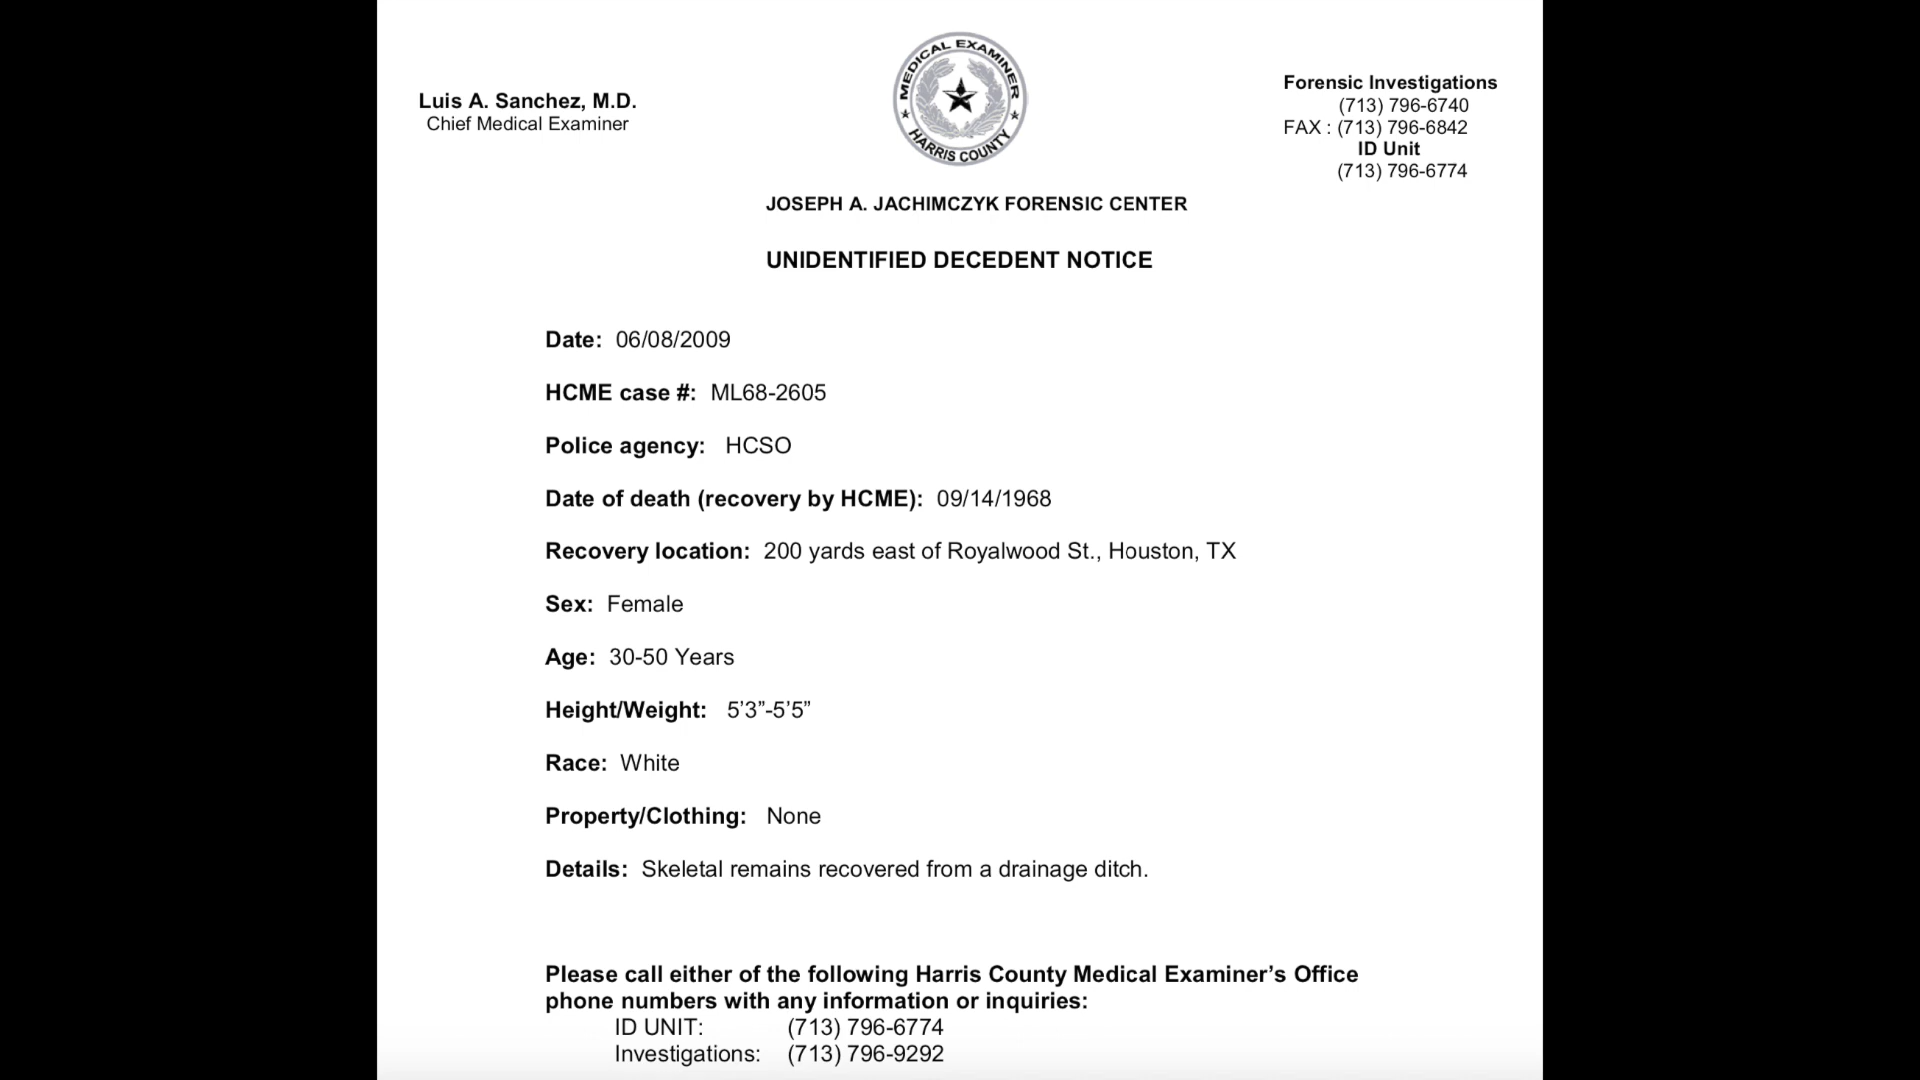 MEDICAL EXAMINER
HARRIS COUNTY
Luis A. Sanchez, M.D.
Chief Medical Examiner
Forensic Investigations
(713) 796-6740
FAX : (713) 796-6842
ID Unit
(713) 796-6774
JOSEPH A. JACHIMCZYK FORENSIC CENTER
UNIDENTIFIED DECEDENT NOTICE
Date: 06/08/2009
HCME case #: ML68-2605
Police agency: HCSO
Date of death (recovery by HCME): 09/14/1968
Recovery location: 200 yards east of Royalwood St., Houston, TX
Sex: Female
Age: 30-50 Years
Height/Weight: 5’3”-5’5”
Race: White
Property/Clothing: None
Details: Skeletal remains recovered from a drainage ditch.
Please call either of the following Harris County Medical Examiner’s Office
phone numbers with any information or inquiries:
ID UNIT: (713) 796-6774
Investigations: (713) 796-9292